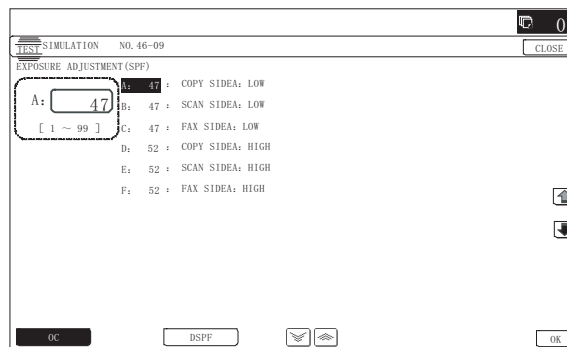 0
TEST SIMULATION NO.46-09 CLOSE
EXPOSURE ADJUSTMENT(SPF)
A: 47
[ 1 ～ 99 ]
A: 47 : COPY SIDEA: LOW
B: 47 : SCAN SIDEA: LOW
C: 47 : FAX SIDEA: LOW
D: 52 : COPY SIDEA: HIGH
E: 52 : SCAN SIDEA: HIGH
F: 52 : FAX SIDEA: HIGH
OC DSPF OK